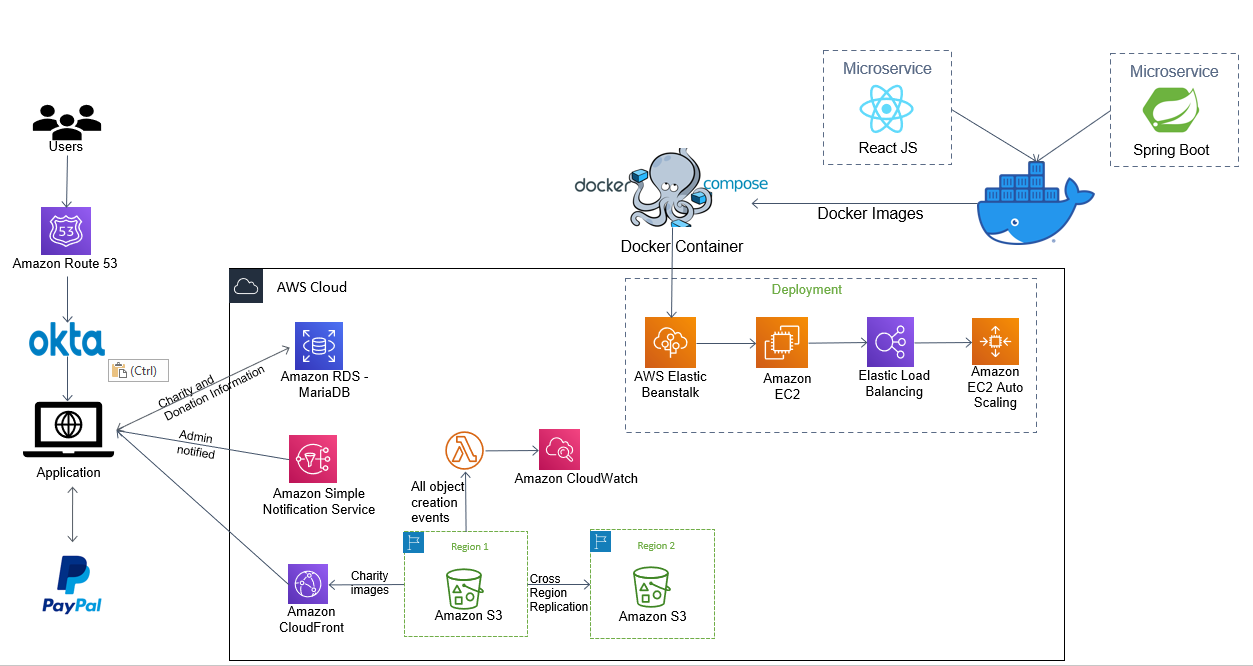 Microservice
React JS
Microservice
Spring Boot
Users
docker
compose
Docker Images
Docker Container
53
Amazon Route 53
AWS Cloud
Deployment
okta
(Ctrl)
Amazon RDS -
MariaDB
Charity and
Donation Information
AWS Elastic
Beanstalk
Amazon
EC2
Elastic Load
Balancing
Amazon
EC2 Auto
Scaling
Application
Admin
notified
Amazon Simple
Notification Service
Amazon CloudWatch
All object
creation
events
Region 1
Region 2
PayPal
Charity
images
Cross
Region
Replication
Amazon S3
Amazon S3
Amazon
CloudFront